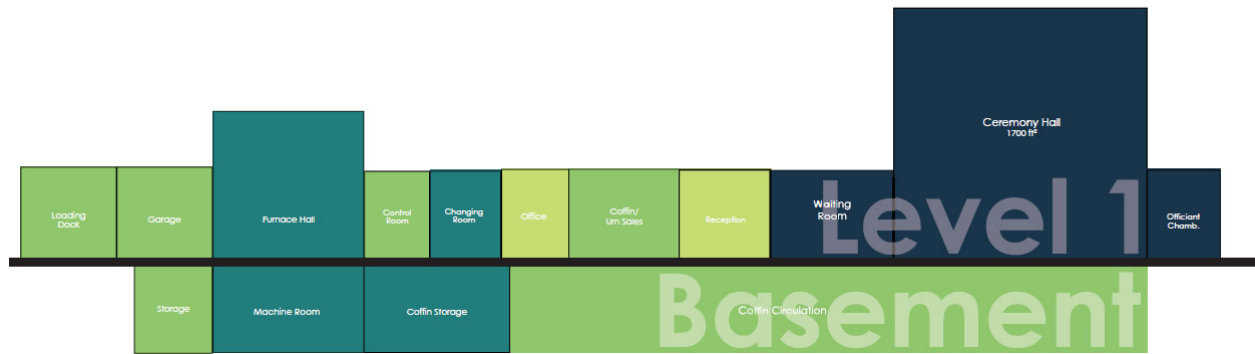 Ceremony Hall
1700 ft²
Loading
Dock
Garage
Furnace Hall
Control
Room
Changing
Room
Office
Coffin/
Urn Sales
Reception
Waiting
Room
Officiant
Chamb.
Level 1
Storage
Machine Room
Coffin Storage
Coffin Circulation
Basement